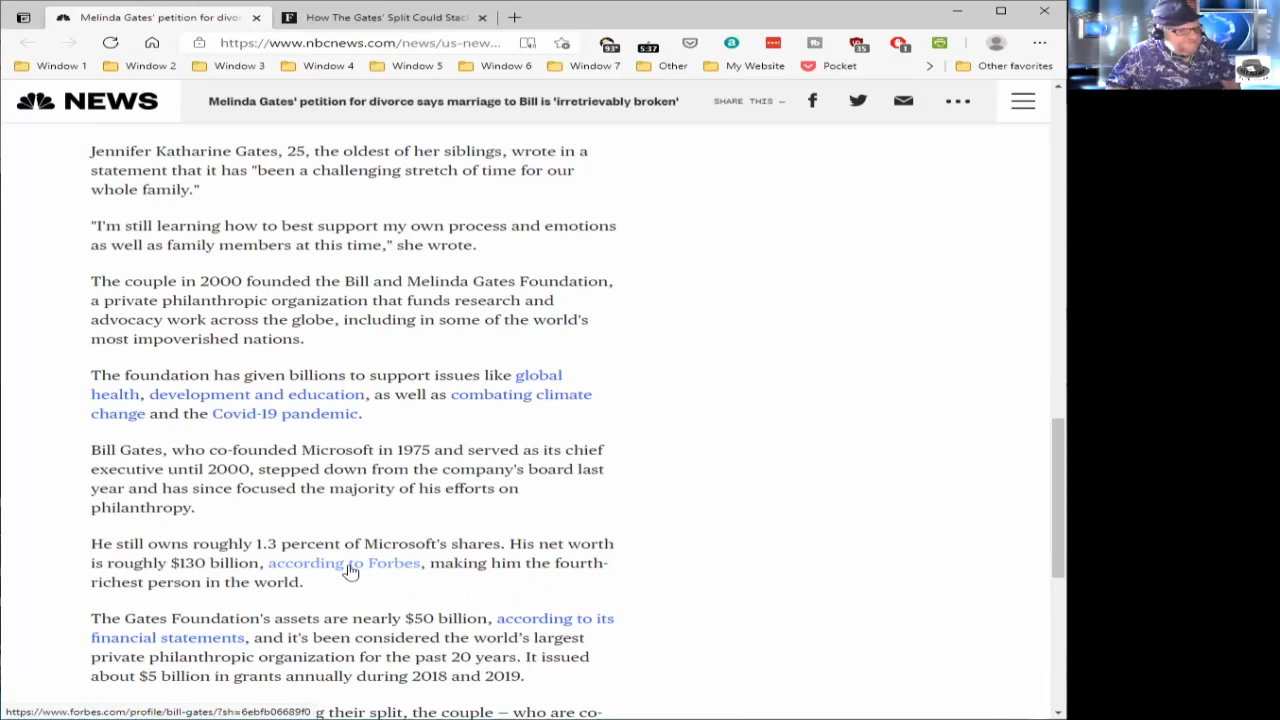 Melinda Gates' petition for divo
How The Gates' Split Could Stac
https://www.nbcnews.com/news/us-new...
93°
5:37
35
1
Window 1
Window 2
Window 3
Window 4
Window 5
Window 6
Window 7
Other
My Website
Pocket
Other favorites
NEWS
Melinda Gates' petition for divorce says marriage to Bill is 'irretrievably broken'
SHARE THIS —
Jennifer Katharine Gates, 25, the oldest of her siblings, wrote in a
statement that it has "been a challenging stretch of time for our
whole family."
"I'm still learning how to best support my own process and emotions
as well as family members at this time," she wrote.
The couple in 2000 founded the Bill and Melinda Gates Foundation,
a private philanthropic organization that funds research and
advocacy work across the globe, including in some of the world's
most impoverished nations.
The foundation has given billions to support issues like global
health, development and education, as well as combating climate
change and the Covid-19 pandemic.
Bill Gates, who co-founded Microsoft in 1975 and served as its chief
executive until 2000, stepped down from the company's board last
year and has since focused the majority of his efforts on
philanthropy.
He still owns roughly 1.3 percent of Microsoft's shares. His net worth
is roughly $130 billion, according to Forbes, making him the fourth-
richest person in the world.
The Gates Foundation's assets are nearly $50 billion, according to its
financial statements, and it's been considered the world's largest
private philanthropic organization for the past 20 years. It issued
about $5 billion in grants annually during 2018 and 2019.
g their split, the couple — who are co-
https://www.forbes.com/profile/bill-gates/?sh=6ebfb06689f0